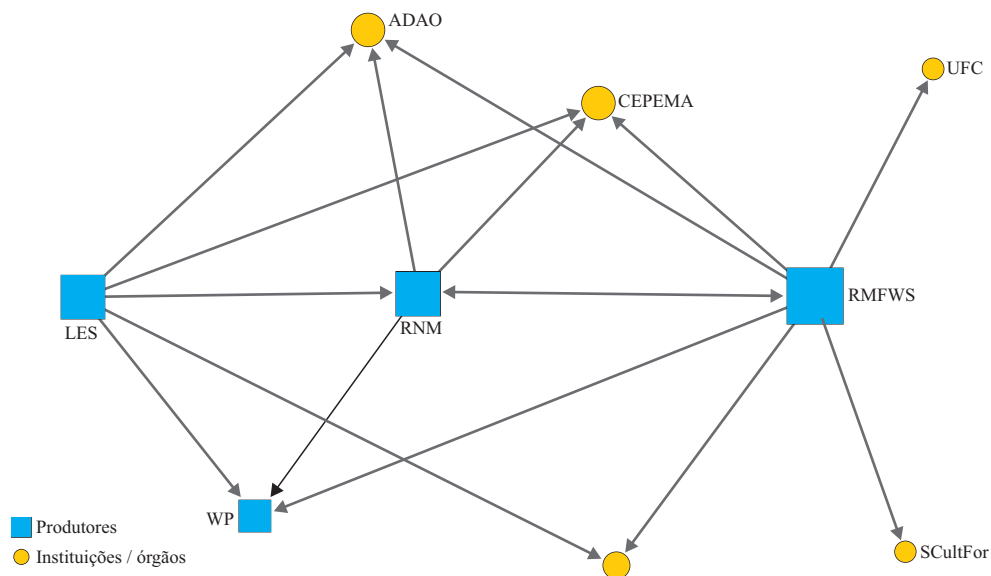 ADAO
UFC
CEPEMA
RMFWS
LES
RNM
WP
Produtores
Instituições / órgãos
SCultFor